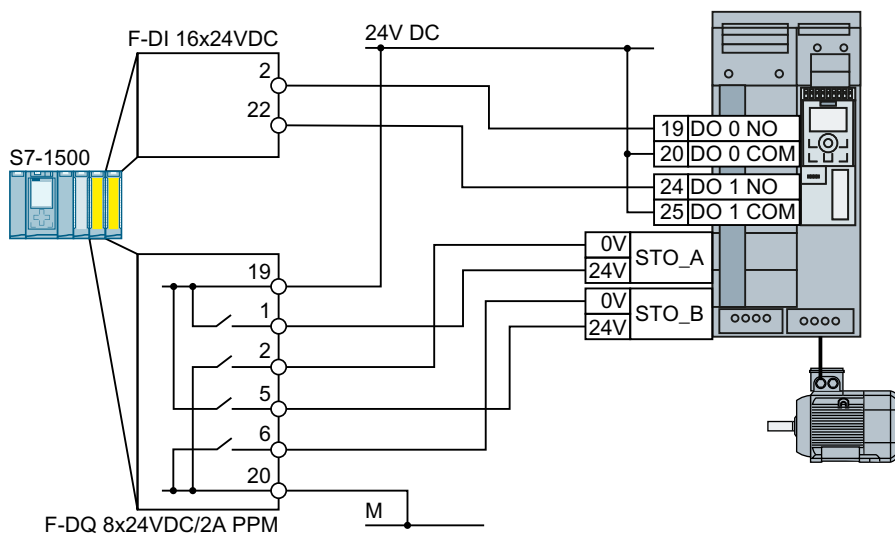 F-DI 16x24VDC
24V DC
2
22
S7-1500
19 DO 0 NO
20 DO 0 COM
24 DO 1 NO
25 DO 1 COM
0V
STO_A
24V
0V
STO_B
24V
19
1
2
5
6
20
M
F-DQ 8x24VDC/2A PPM